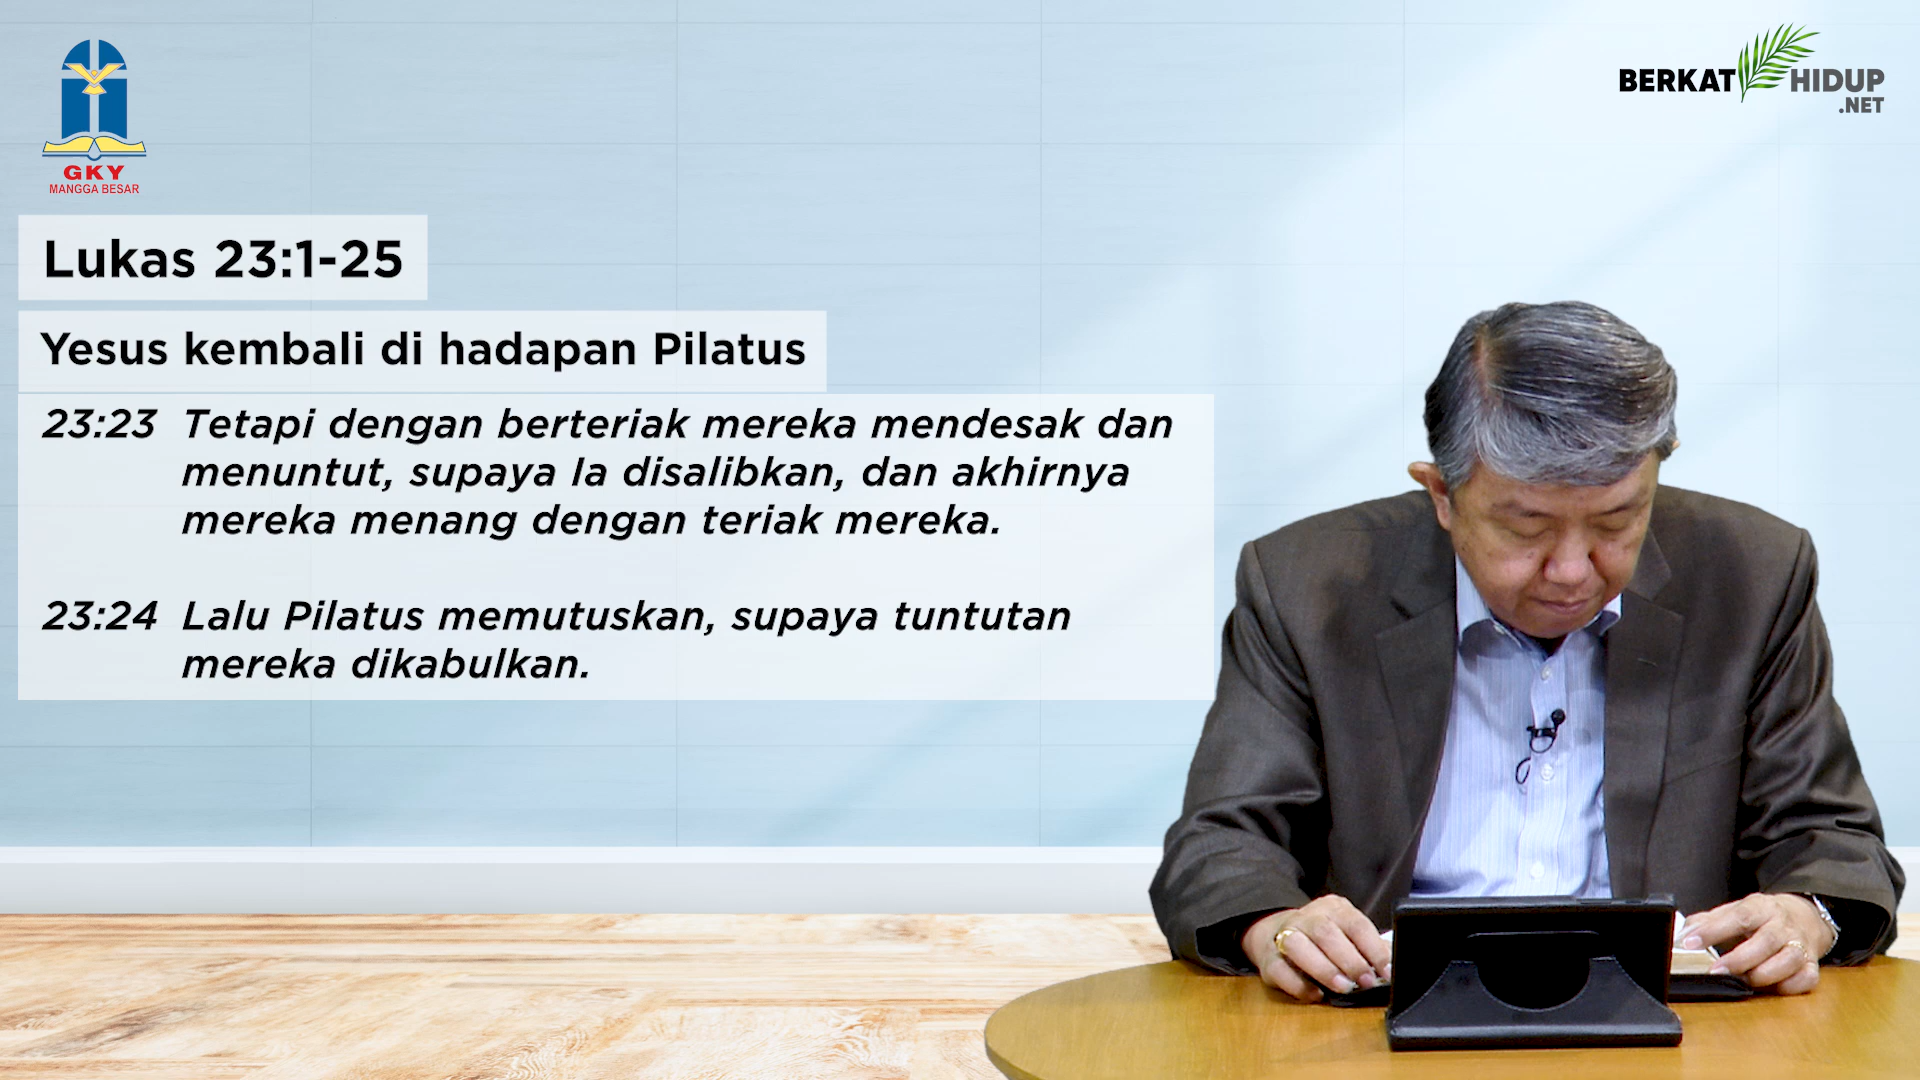 GKY
MANGGA BESAR
BERKAT HIDUP
.NET
Lukas 23:1-25
Yesus kembali di hadapan Pilatus
23:23 Tetapi dengan berteriak mereka mendesak dan
menuntut, supaya Ia disalibkan, dan akhirnya
mereka menang dengan teriak mereka.
23:24 Lalu Pilatus memutuskan, supaya tuntutan
mereka dikabulkan.